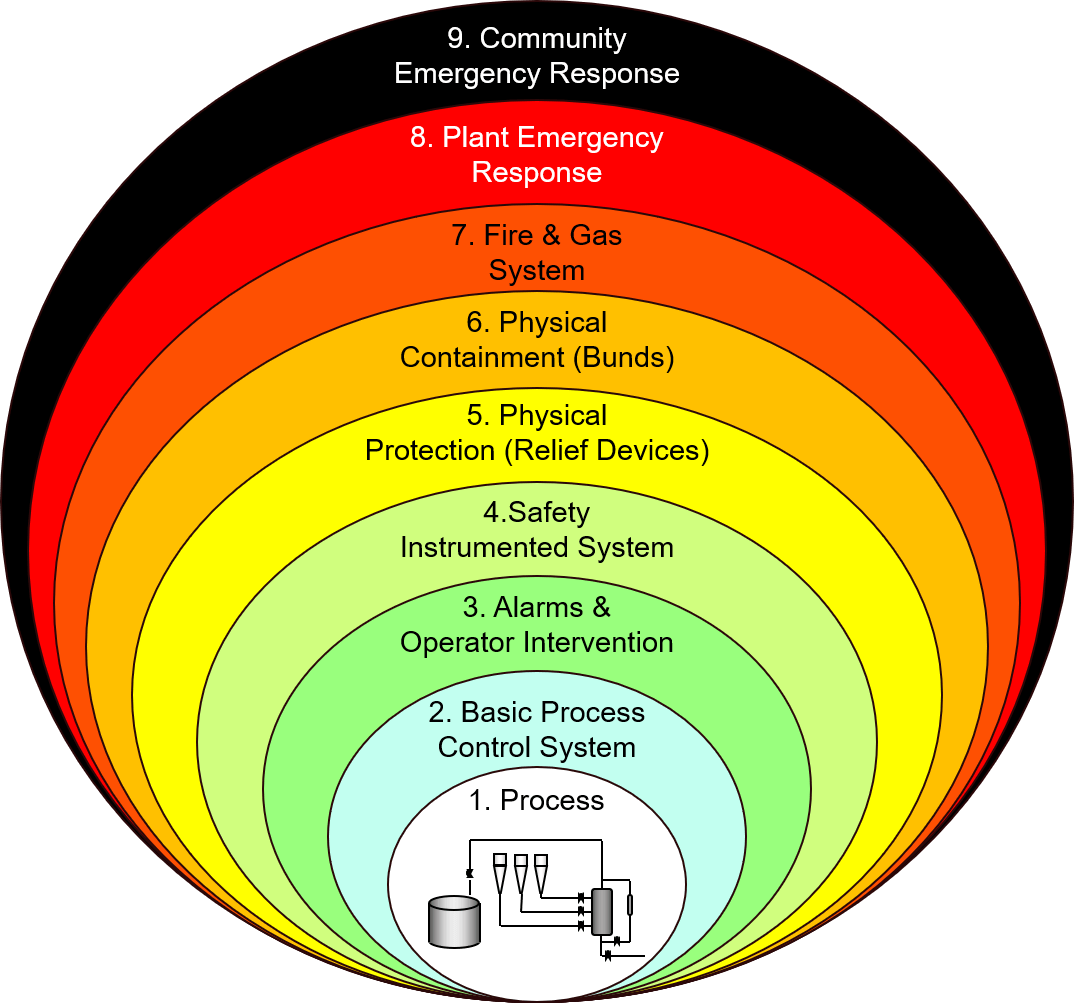 9. Community
Emergency Response
8. Plant Emergency
Response
7. Fire & Gas
System
6. Physical
Containment (Bunds)
5. Physical
Protection (Relief Devices)
4.Safety
Instrumented System
3. Alarms &
Operator Intervention
2. Basic Process
Control System
1. Process